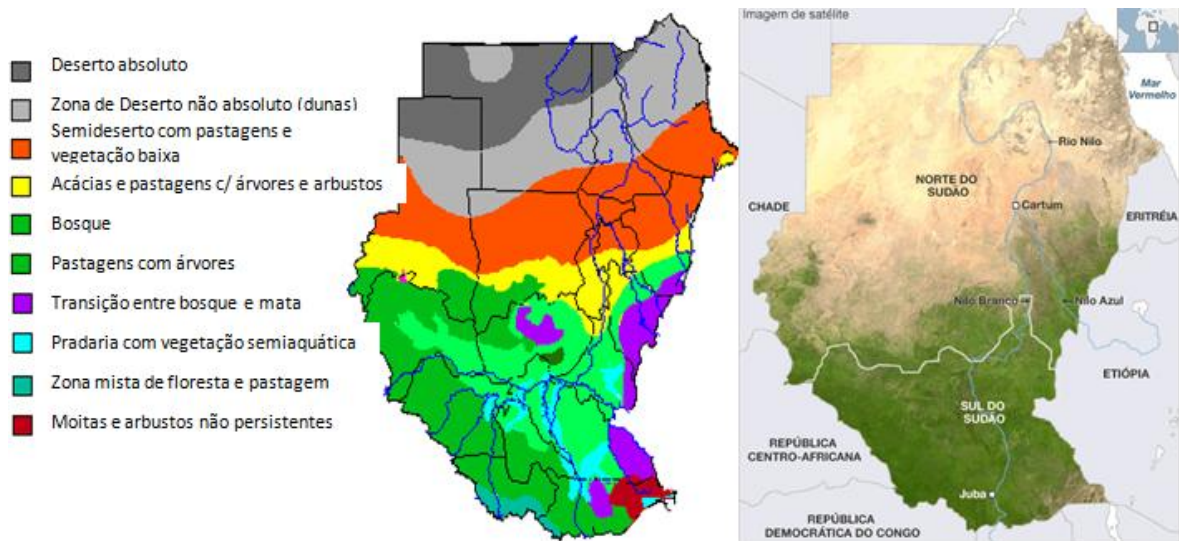 Deserto absoluto
Zona de Deserto não absoluto (dunas)
Semideserto com pastagens e
vegetação baixa
Acácias e pastagens c/ árvores e arbustos
Bosque
Pastagens com árvores
Transição entre bosque e mata
Pradaria com vegetação semiaquática
Zona mista de floresta e pastagem
Moitas e arbustos não persistentes
Imagem de satélite
Mar
Vermelho
Rio Nilo
NORTE DO
SUDÃO
CHADE
Cartum
ERITRÉIA
Nilo Branco
Nilo Azul
ETIÓPIA
SUL DO
SUDÃO
REPÚBLICA
CENTRO-AFRICANA
Juba
REPÚBLICA
DEMOCRÁTICA DO CONGO